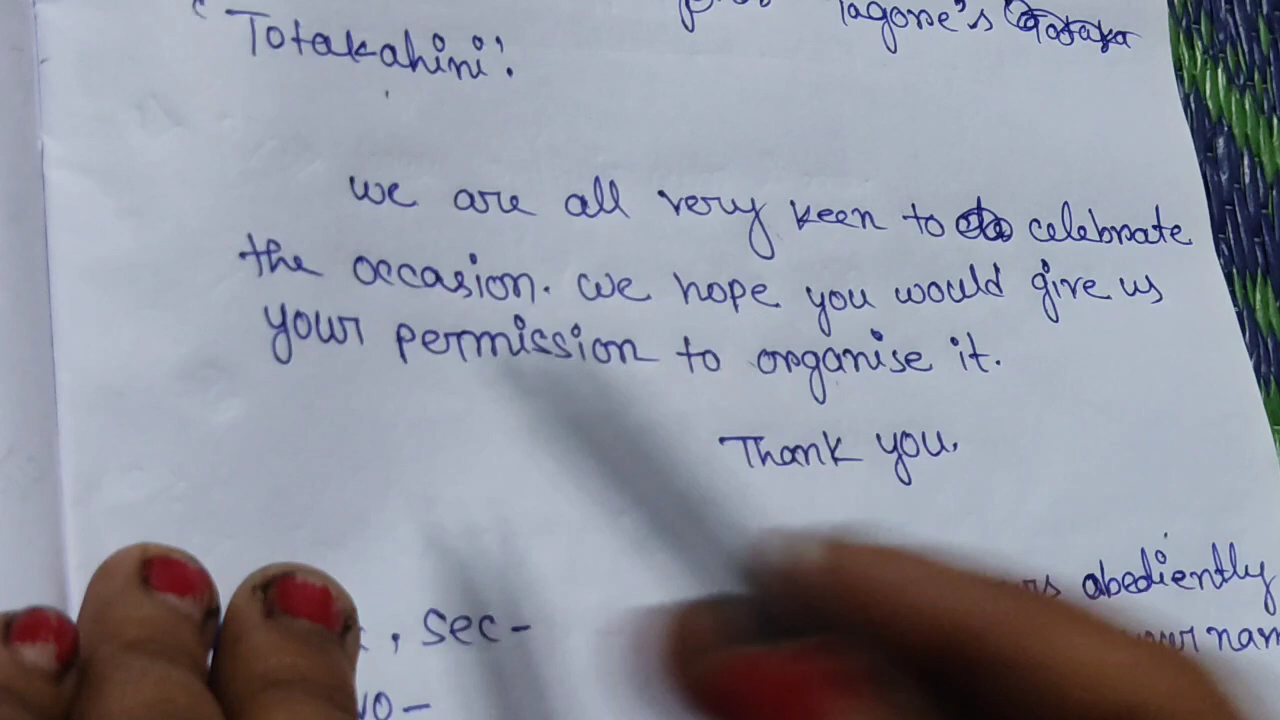 Tagore's
'Totakahini'.
we are all very keen to celebrate
the occasion. we hope you would give us
your permission to organise it.
Thank you.
abediently
, sec-